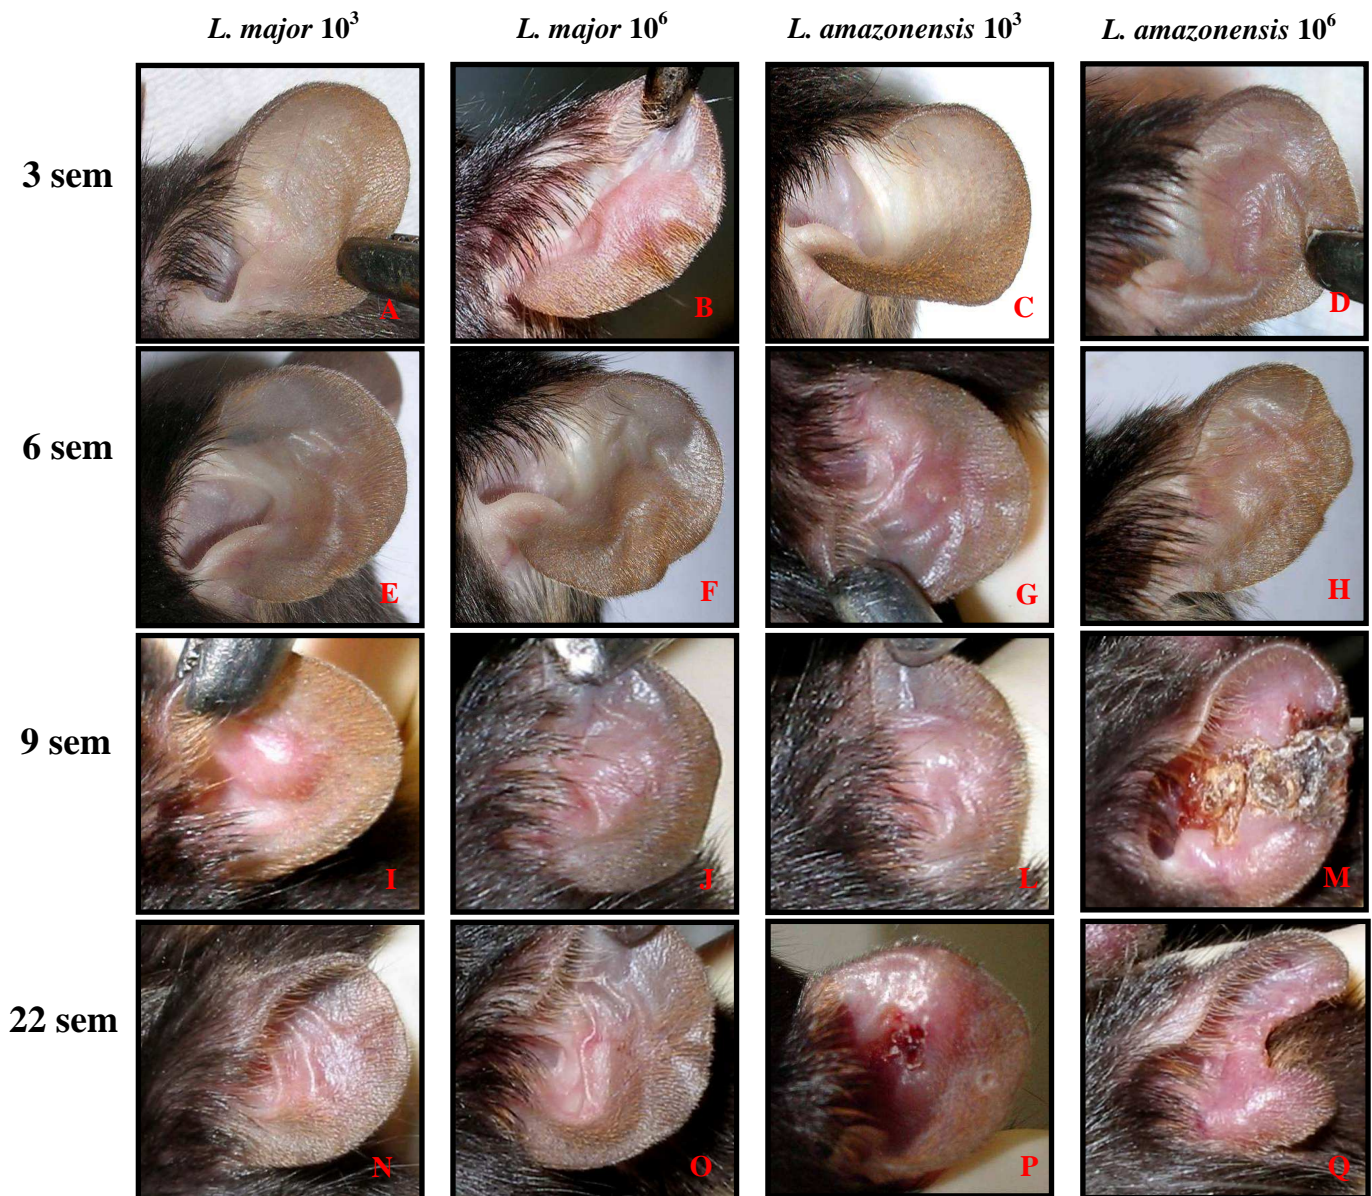 L. major 10³ L. major 10⁶ L. amazonensis 10³ L. amazonensis 10⁶
3 sem
A B C D
6 sem
E F G H
9 sem
I J L M
22 sem
N O P Q